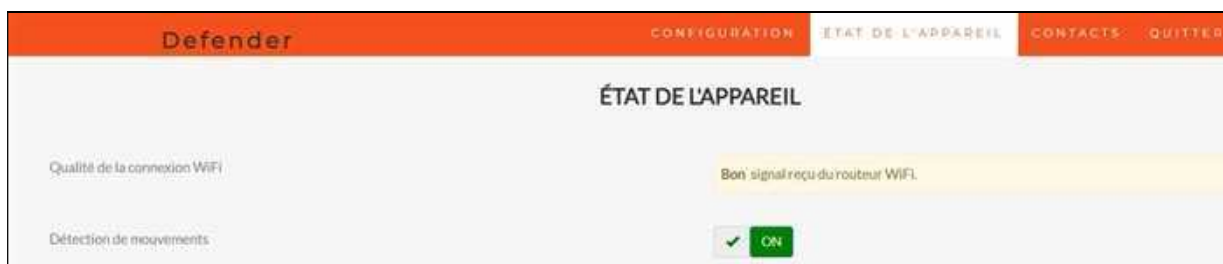 Defender CONFIGURATION ÉTAT DE L'APPAREIL CONTACTS QUITTER
ÉTAT DE L'APPAREIL
Qualité de la connexion WiFi Bon signal reçu du routeur WiFi.
Détection de mouvements ON